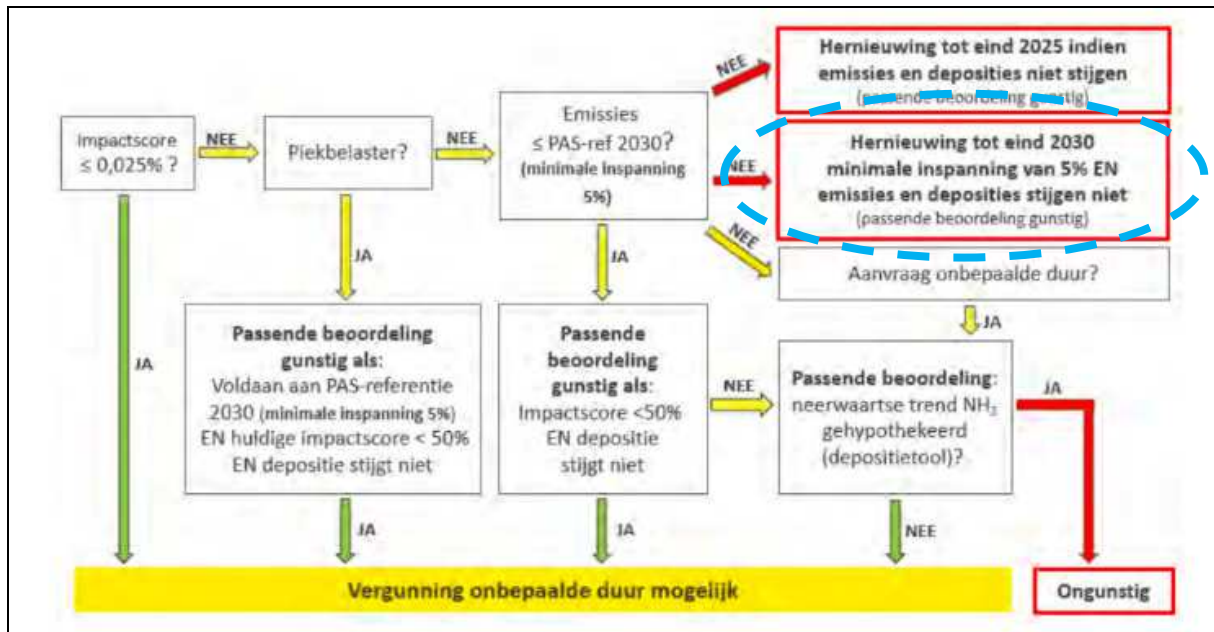 Impactscore
≤ 0,025% ?
NEE
Piekbelaster?
NEE
Emissies
≤ PAS-ref 2030?
(minimale inspanning
5%)
NEE
Hernieuwing tot eind 2025 indien
emissies en deposities niet stijgen
(passende beoordeling gunstig)
NEE
Hernieuwing tot eind 2030
minimale inspanning van 5% EN
emissies en deposities stijgen niet
(passende beoordeling gunstig)
NEE
Aanvraag onbepaalde duur?
JA
JA
JA
JA
Passende beoordeling
gunstig als:
Voldaan aan PAS-referentie
2030 (minimale inspanning 5%)
EN huldige impactscore < 50%
EN depositie stijgt niet
Passende
beoordeling
gunstig als:
Impactscore <50%
EN depositie
stijgt niet
NEE
Passende beoordeling:
neerwaartse trend NH₃
gehypothekeerd
(depositietool)?
JA
JA
JA
NEE
Vergunning onbepaalde duur mogelijk
Ongunstig